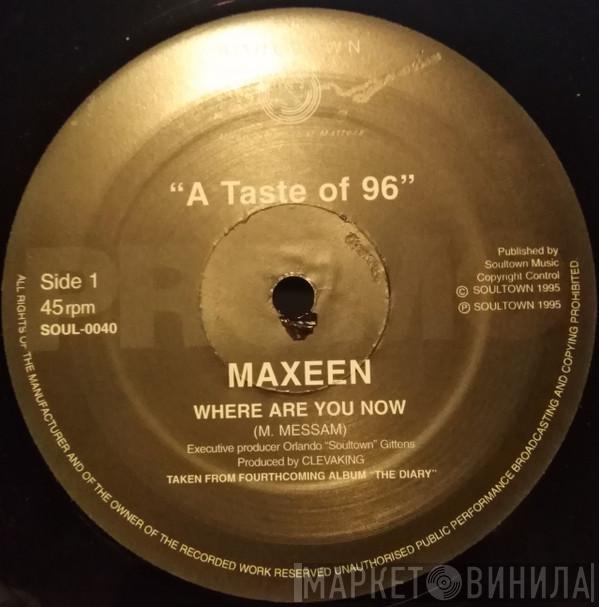 "A Taste of 96"
PROMO
Side 1
45 rpm
SOUL-0040
Published by
Soultown Music
Copyright Control
© SOULTOWN 1995
℗ SOULTOWN 1995
MAXEEN
WHERE ARE YOU NOW
(M. MESSAM)
Executive producer Orlando "Soultown" Gittens
Produced by CLEVAKING
TAKEN FROM FOURTHCOMING ALBUM "THE DIARY"
ALL RIGHTS OF THE MANUFACTURER AND OF THE OWNER OF THE RECORDED WORK RESERVED UNAUTHORISED PUBLIC PERFORMANCE BROADCASTING AND COPYING PROHIBITED.
МАРКЕТ ВИНИЛА